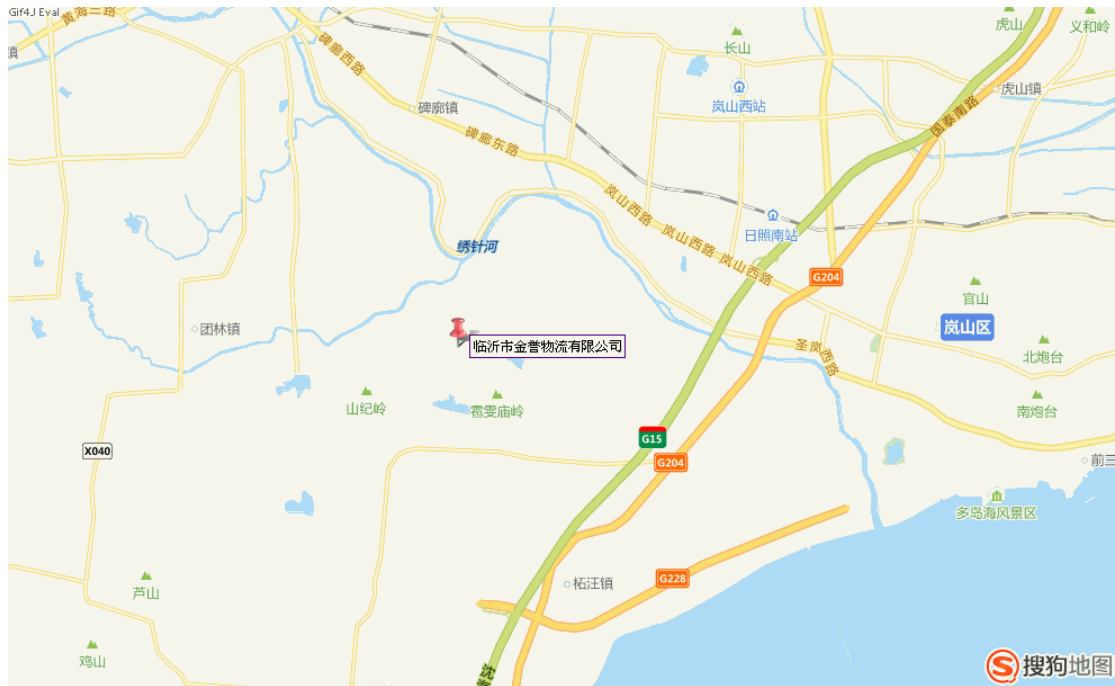 Gif4J Eval
黄海三路
镇
碑廓西路
长山
虎山
义和岭
岚山西站
虎山镇
碑廓镇
国泰南路
碑廓东路
岚山西路
岚山西路
岚山西路
日照南站
绣针河
G204
官山
岚山区
团林镇
临沂市金誉物流有限公司
圣岚西路
北炮台
山纪岭
雹雯庙岭
南炮台
X040
G15
G204
前三
多岛海风景区
芦山
柘汪镇
G228
鸡山
沈海
搜狗地图